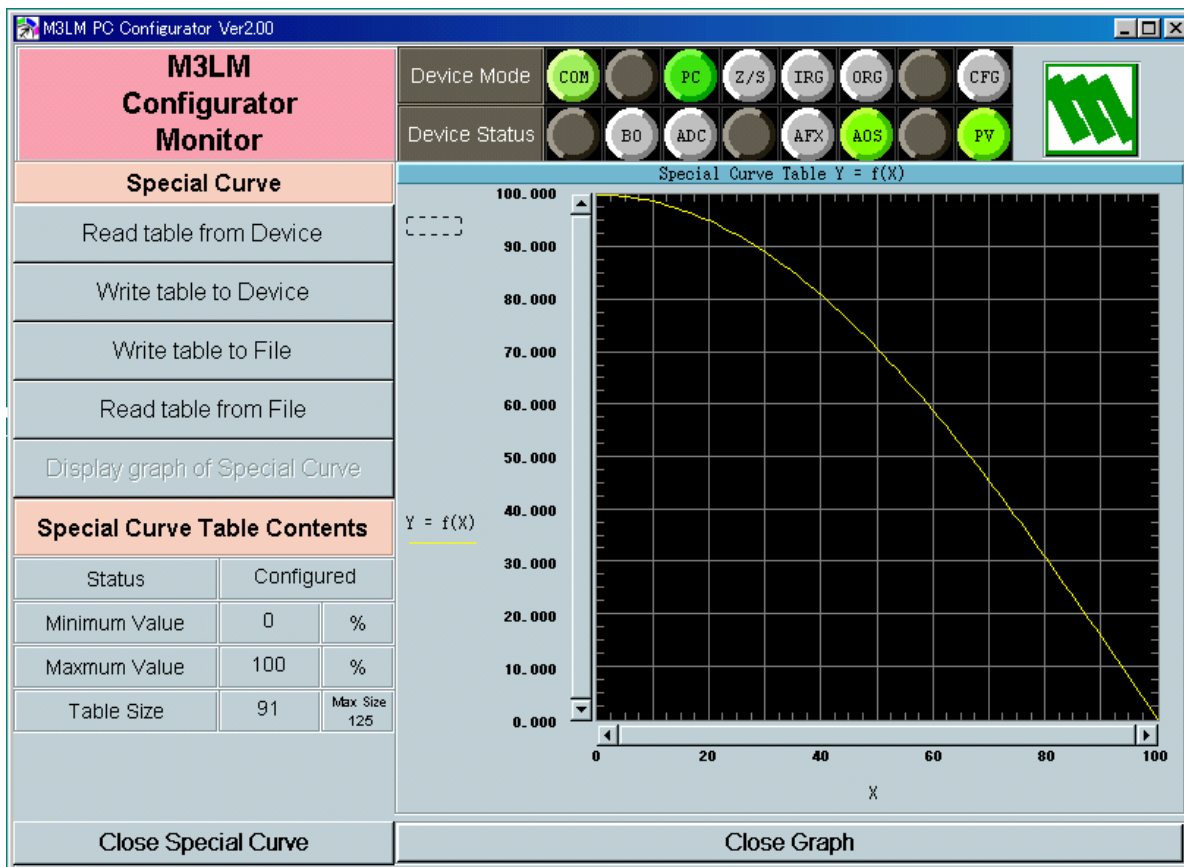 M3LM PC Configurator Ver2.00
M3LM
Configurator
Monitor
Device Mode
COM
PC
Z/S
IRG
ORG
CFG
Device Status
BO
ADC
AFX
AOS
PV
Special Curve
Read table from Device
Write table to Device
Write table to File
Read table from File
Display graph of Special Curve
Special Curve Table Contents
Status Configured
Minimum Value 0 %
Maxmum Value 100 %
Table Size 91 Max Size
125
Close Special Curve
Special Curve Table Y = f(X)
100.000
90.000
80.000
70.000
60.000
50.000
40.000
30.000
20.000
10.000
0.000
Y = f(X)
0 20 40 60 80 100
X
Close Graph